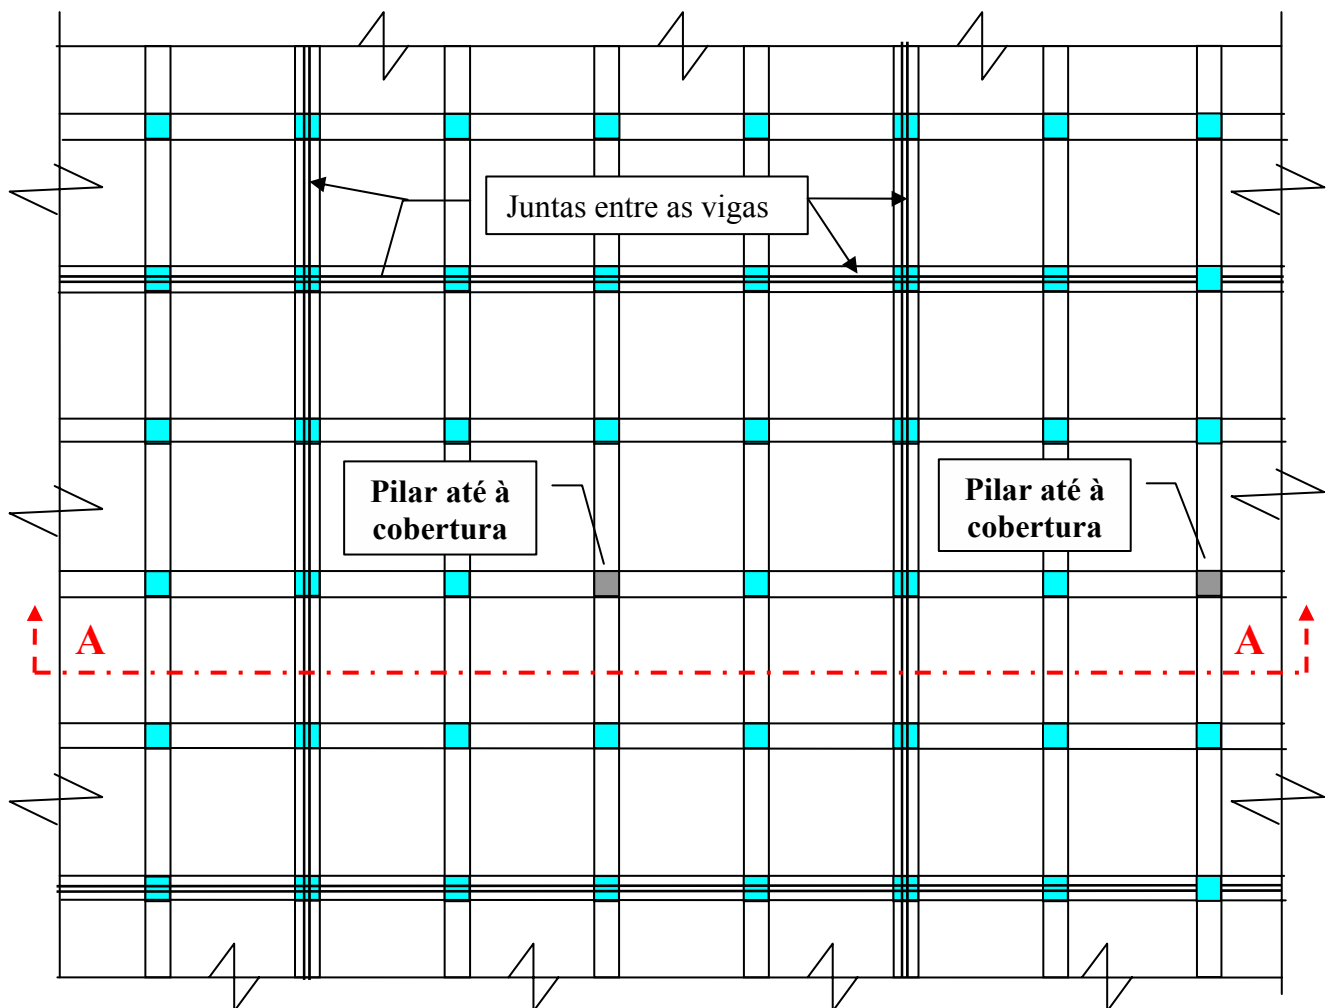 Juntas entre as vigas
Pilar até à
cobertura
Pilar até à
cobertura
A
A